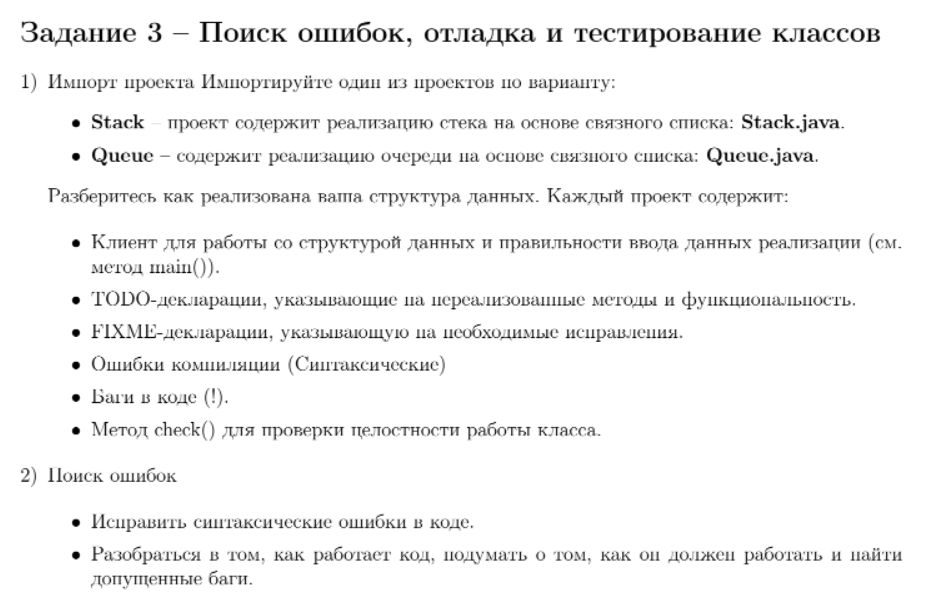 Задание 3 – Поиск ошибок, отладка и тестирование классов
1) Импорт проекта Импортируйте один из проектов по варианту:
• Stack – проект содержит реализацию стека на основе связного списка: Stack.java.
• Queue – содержит реализацию очереди на основе связного списка: Queue.java.
Разберитесь как реализована ваша структура данных. Каждый проект содержит:
• Клиент для работы со структурой данных и правильности ввода данных реализации (см.
метод main()).
• TODO-декларации, указывающие на нереализованные методы и функциональность.
• FIXME-декларации, указывающую на необходимые исправления.
• Ошибки компиляции (Синтаксические)
• Баги в коде (!).
• Метод check() для проверки целостности работы класса.
2) Поиск ошибок
• Исправить синтаксические ошибки в коде.
• Разобраться в том, как работает код, подумать о том, как он должен работать и найти
допущенные баги.